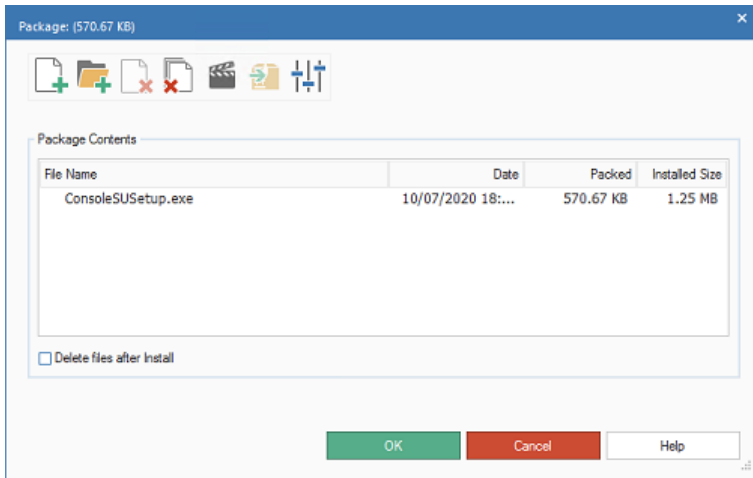 Package: (570.67 KB)
Package Contents
File Name Date Packed Installed Size
ConsoleSUSetup.exe 10/07/2020 18:... 570.67 KB 1.25 MB
Delete files after Install
OK Cancel Help